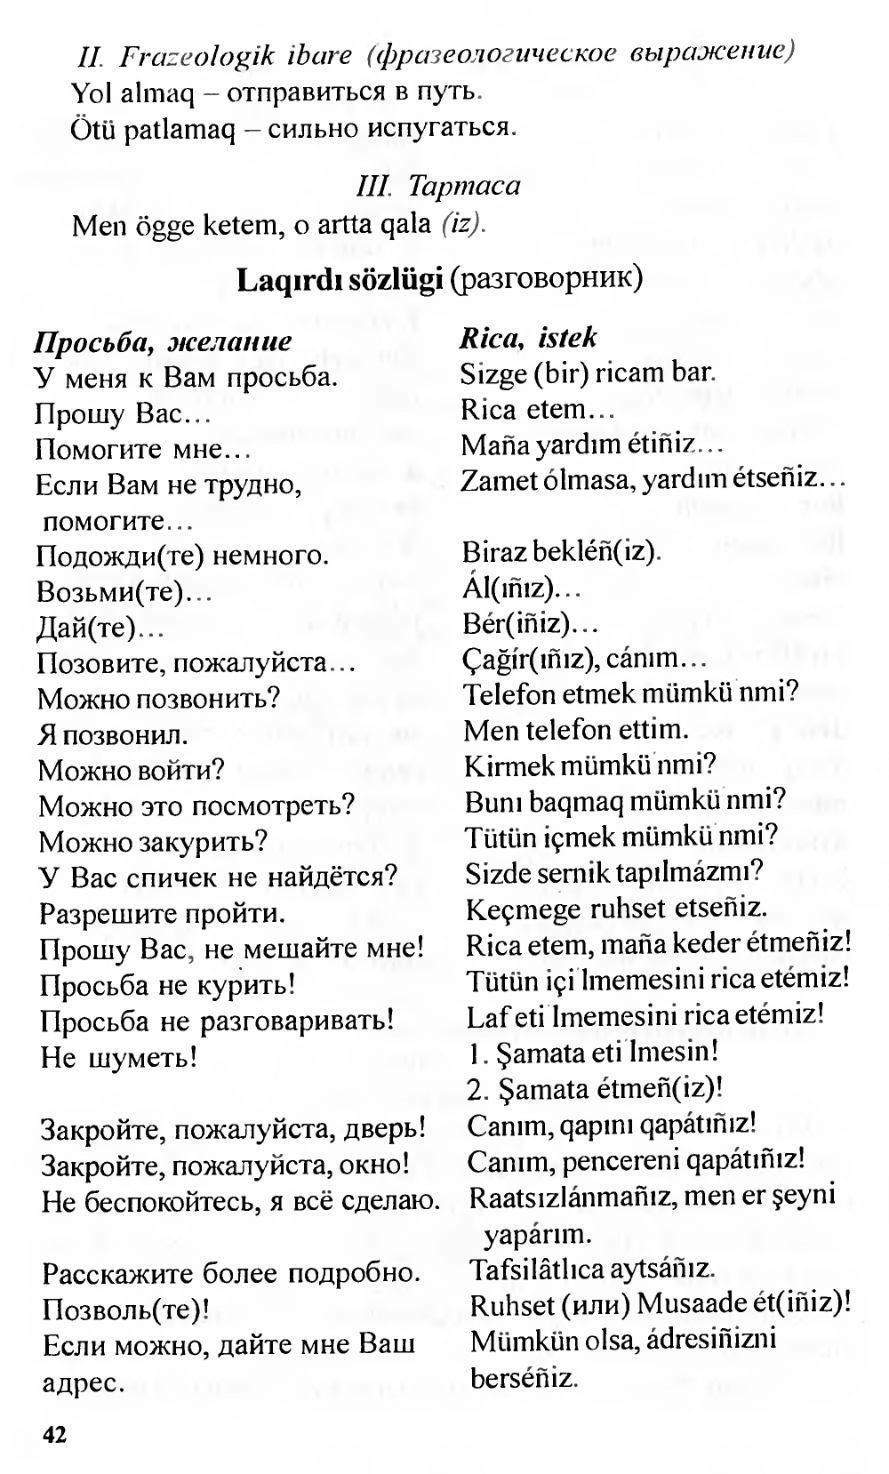 II. Frazeologik ibare (фразеологическое выражение)
Yol almaq – отправиться в путь.
Ötü patlamaq – сильно испугаться.
III. Tapmaca
Men ögge ketem, o artta qala (iz).
Laqırdı sözlügi (разговорник)
Просьба, желание
Rica, istek
У меня к Вам просьба.
Sizge (bir) ricam bar.
Прошу Вас...
Rica etem...
Помогите мне...
Maña yardım étiñiz...
Если Вам не трудно,
помогите...
Zamet ólmasa, yardım étseñiz...
Подожди(те) немного.
Biraz bekléñ(iz).
Возьми(те)...
Ál(ıñız)...
Дай(те)...
Bér(iñiz)...
Позовите, пожалуйста...
Çağír(ıñız), cánım...
Можно позвонить?
Telefon etmek mümkü´nmi?
Я позвонил.
Men telefon ettim.
Можно войти?
Kirmek mümkü´nmi?
Можно это посмотреть?
Bunı baqmaq mümkü´nmi?
Можно закурить?
Tütün içmek mümkü´nmi?
У Вас спичек не найдётся?
Sizde sernik tapılmázmı?
Разрешите пройти.
Keçmege ruhset etseñiz.
Прошу Вас, не мешайте мне!
Rica etem, maña keder étmeñiz!
Просьба не курить!
Tütün içi´lmemesini rica etémiz!
Просьба не разговаривать!
Laf eti´lmemesini rica etémiz!
Не шуметь!
1. Şamata eti´lmesin!
2. Şamata étmeñ(iz)!
Закройте, пожалуйста, дверь!
Canım, qapını qapátıñız!
Закройте, пожалуйста, окно!
Canım, pencereni qapátıñız!
Не беспокойтесь, я всё сделаю.
Raatsızlánmañız, men er şeyni
yapárım.
Расскажите более подробно.
Tafsilâtlıca aytsáñız.
Позволь(те)!
Ruhset (или) Musaade ét(iñiz)!
Если можно, дайте мне Ваш
адрес.
Mümkün olsa, ádresiñizni
berséñiz.
42